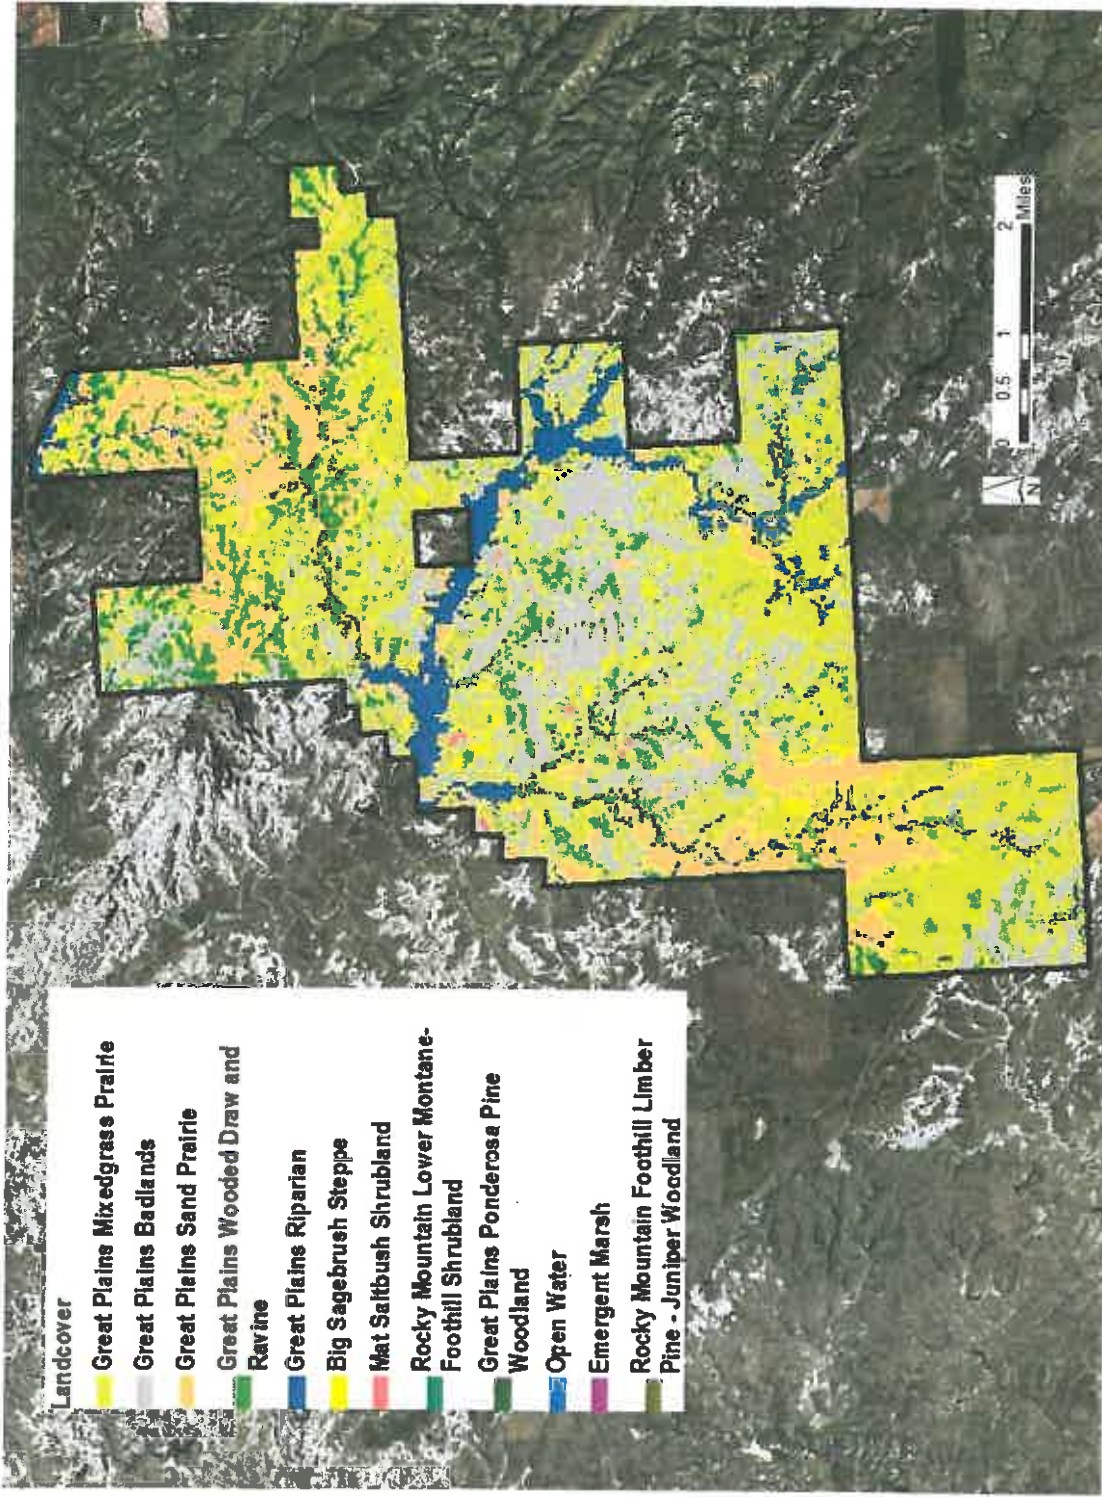 Landcover
Great Plains Mixedgrass Prairie
Great Plains Badlands
Great Plains Sand Prairie
Great Plains Wooded Draw and
Ravine
Great Plains Riparian
Big Sagebrush Steppe
Mat Saltbush Shrubland
Rocky Mountain Lower Montane-
Foothill Shrubland
Great Plains Ponderosa Pine
Woodland
Open Water
Emergent Marsh
Rocky Mountain Foothill Limber
Pine - Juniper Woodland
N
0 0.5 1 2
Miles